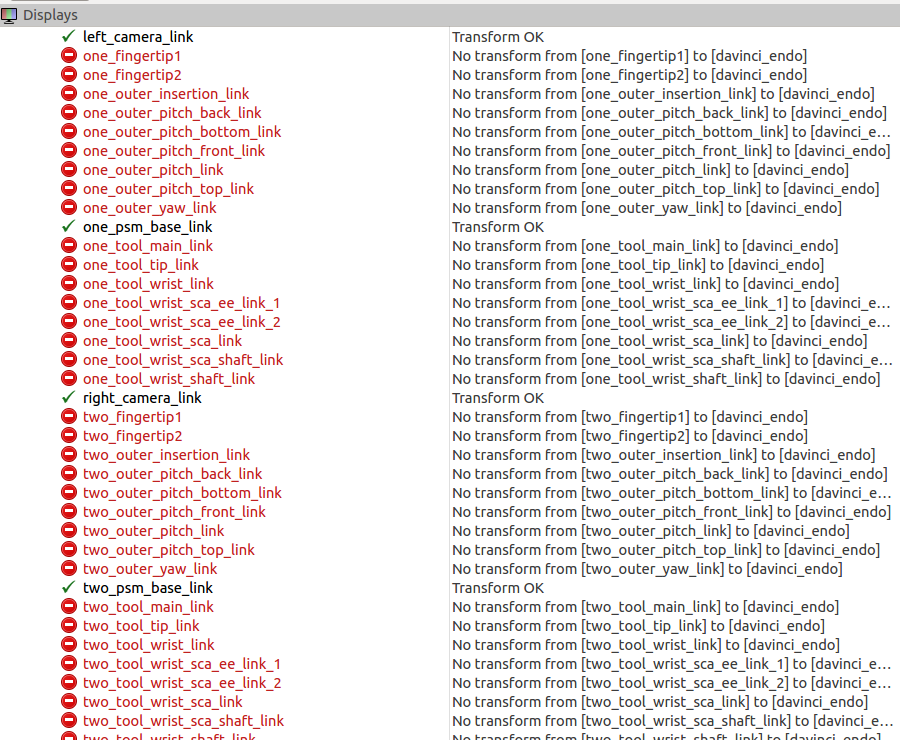 Displays
left_camera_link Transform OK
one_fingertip1 No transform from [one_fingertip1] to [davinci_endo]
one_fingertip2 No transform from [one_fingertip2] to [davinci_endo]
one_outer_insertion_link No transform from [one_outer_insertion_link] to [davinci_endo]
one_outer_pitch_back_link No transform from [one_outer_pitch_back_link] to [davinci_endo]
one_outer_pitch_bottom_link No transform from [one_outer_pitch_bottom_link] to [davinci_e...
one_outer_pitch_front_link No transform from [one_outer_pitch_front_link] to [davinci_endo]
one_outer_pitch_link No transform from [one_outer_pitch_link] to [davinci_endo]
one_outer_pitch_top_link No transform from [one_outer_pitch_top_link] to [davinci_endo]
one_outer_yaw_link No transform from [one_outer_yaw_link] to [davinci_endo]
one_psm_base_link Transform OK
one_tool_main_link No transform from [one_tool_main_link] to [davinci_endo]
one_tool_tip_link No transform from [one_tool_tip_link] to [davinci_endo]
one_tool_wrist_link No transform from [one_tool_wrist_link] to [davinci_endo]
one_tool_wrist_sca_ee_link_1 No transform from [one_tool_wrist_sca_ee_link_1] to [davinci_e...
one_tool_wrist_sca_ee_link_2 No transform from [one_tool_wrist_sca_ee_link_2] to [davinci_e...
one_tool_wrist_sca_link No transform from [one_tool_wrist_sca_link] to [davinci_endo]
one_tool_wrist_sca_shaft_link No transform from [one_tool_wrist_sca_shaft_link] to [davinci_e...
one_tool_wrist_shaft_link No transform from [one_tool_wrist_shaft_link] to [davinci_endo]
right_camera_link Transform OK
two_fingertip1 No transform from [two_fingertip1] to [davinci_endo]
two_fingertip2 No transform from [two_fingertip2] to [davinci_endo]
two_outer_insertion_link No transform from [two_outer_insertion_link] to [davinci_endo]
two_outer_pitch_back_link No transform from [two_outer_pitch_back_link] to [davinci_endo]
two_outer_pitch_bottom_link No transform from [two_outer_pitch_bottom_link] to [davinci_e...
two_outer_pitch_front_link No transform from [two_outer_pitch_front_link] to [davinci_endo]
two_outer_pitch_link No transform from [two_outer_pitch_link] to [davinci_endo]
two_outer_pitch_top_link No transform from [two_outer_pitch_top_link] to [davinci_endo]
two_outer_yaw_link No transform from [two_outer_yaw_link] to [davinci_endo]
two_psm_base_link Transform OK
two_tool_main_link No transform from [two_tool_main_link] to [davinci_endo]
two_tool_tip_link No transform from [two_tool_tip_link] to [davinci_endo]
two_tool_wrist_link No transform from [two_tool_wrist_link] to [davinci_endo]
two_tool_wrist_sca_ee_link_1 No transform from [two_tool_wrist_sca_ee_link_1] to [davinci_e...
two_tool_wrist_sca_ee_link_2 No transform from [two_tool_wrist_sca_ee_link_2] to [davinci_e...
two_tool_wrist_sca_link No transform from [two_tool_wrist_sca_link] to [davinci_endo]
two_tool_wrist_sca_shaft_link No transform from [two_tool_wrist_sca_shaft_link] to [davinci_e...
two_tool_wrist_shaft_link No transform from [two_tool_wrist_shaft_link] to [davinci_endo]